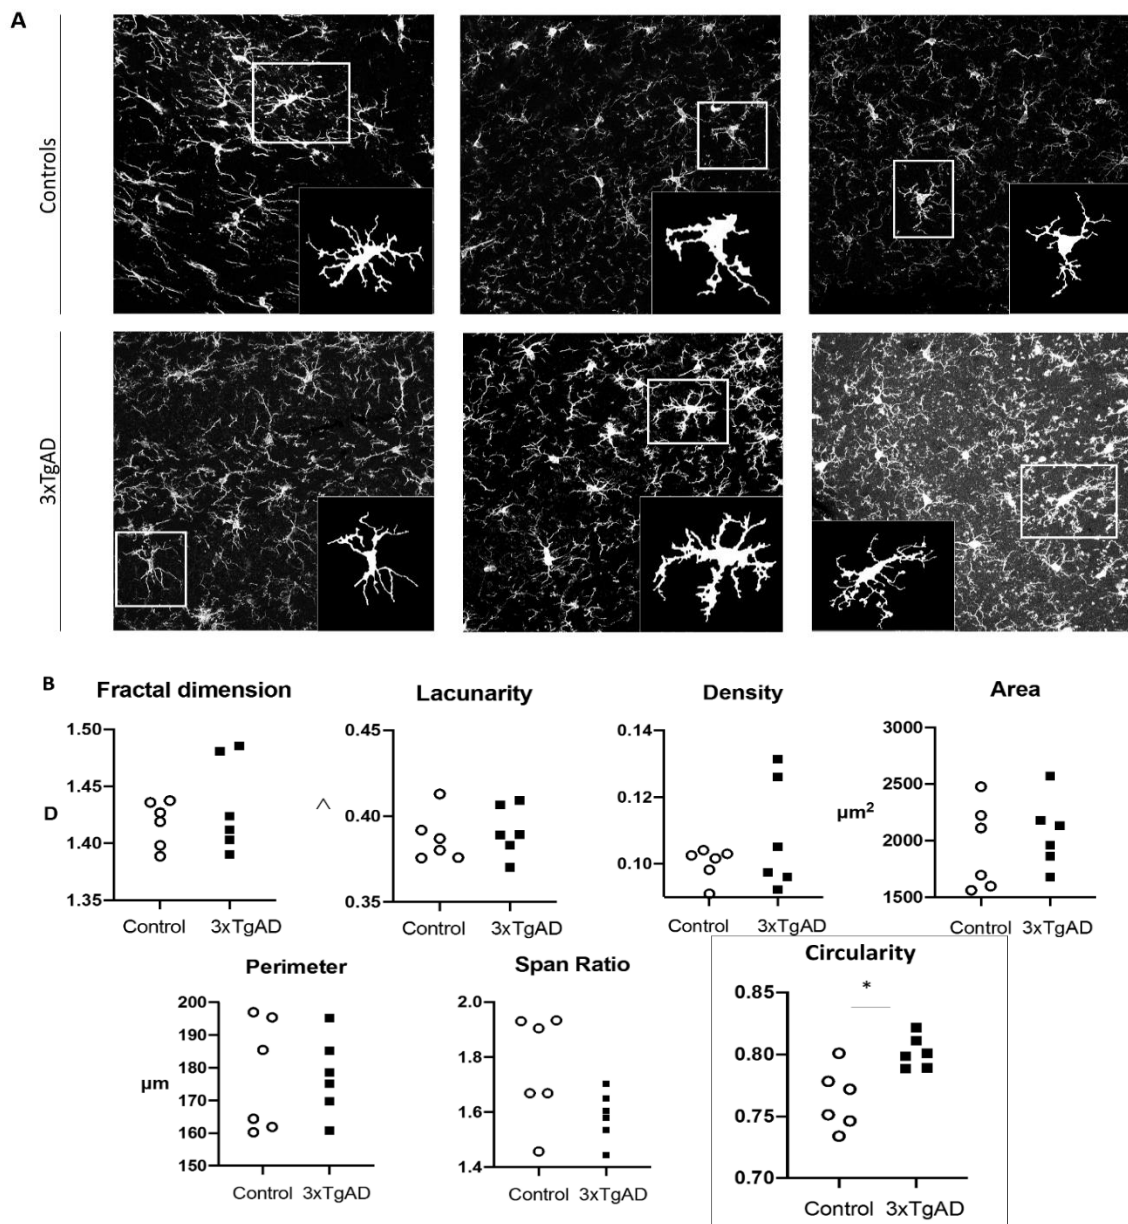 A
Controls
3xTgAD
B
Fractal dimension
D
1.50
1.45
1.40
1.35
Control 3xTgAD
Lacunarity
^
0.45
0.40
0.35
Control 3xTgAD
Density
0.14
0.12
0.10
Control 3xTgAD
Area
µm²
3000
2500
2000
1500
Control 3xTgAD
Perimeter
µm
200
190
180
170
160
150
Control 3xTgAD
Span Ratio
2.0
1.8
1.6
1.4
Control 3xTgAD
Circularity
*
0.85
0.80
0.75
0.70
Control 3xTgAD